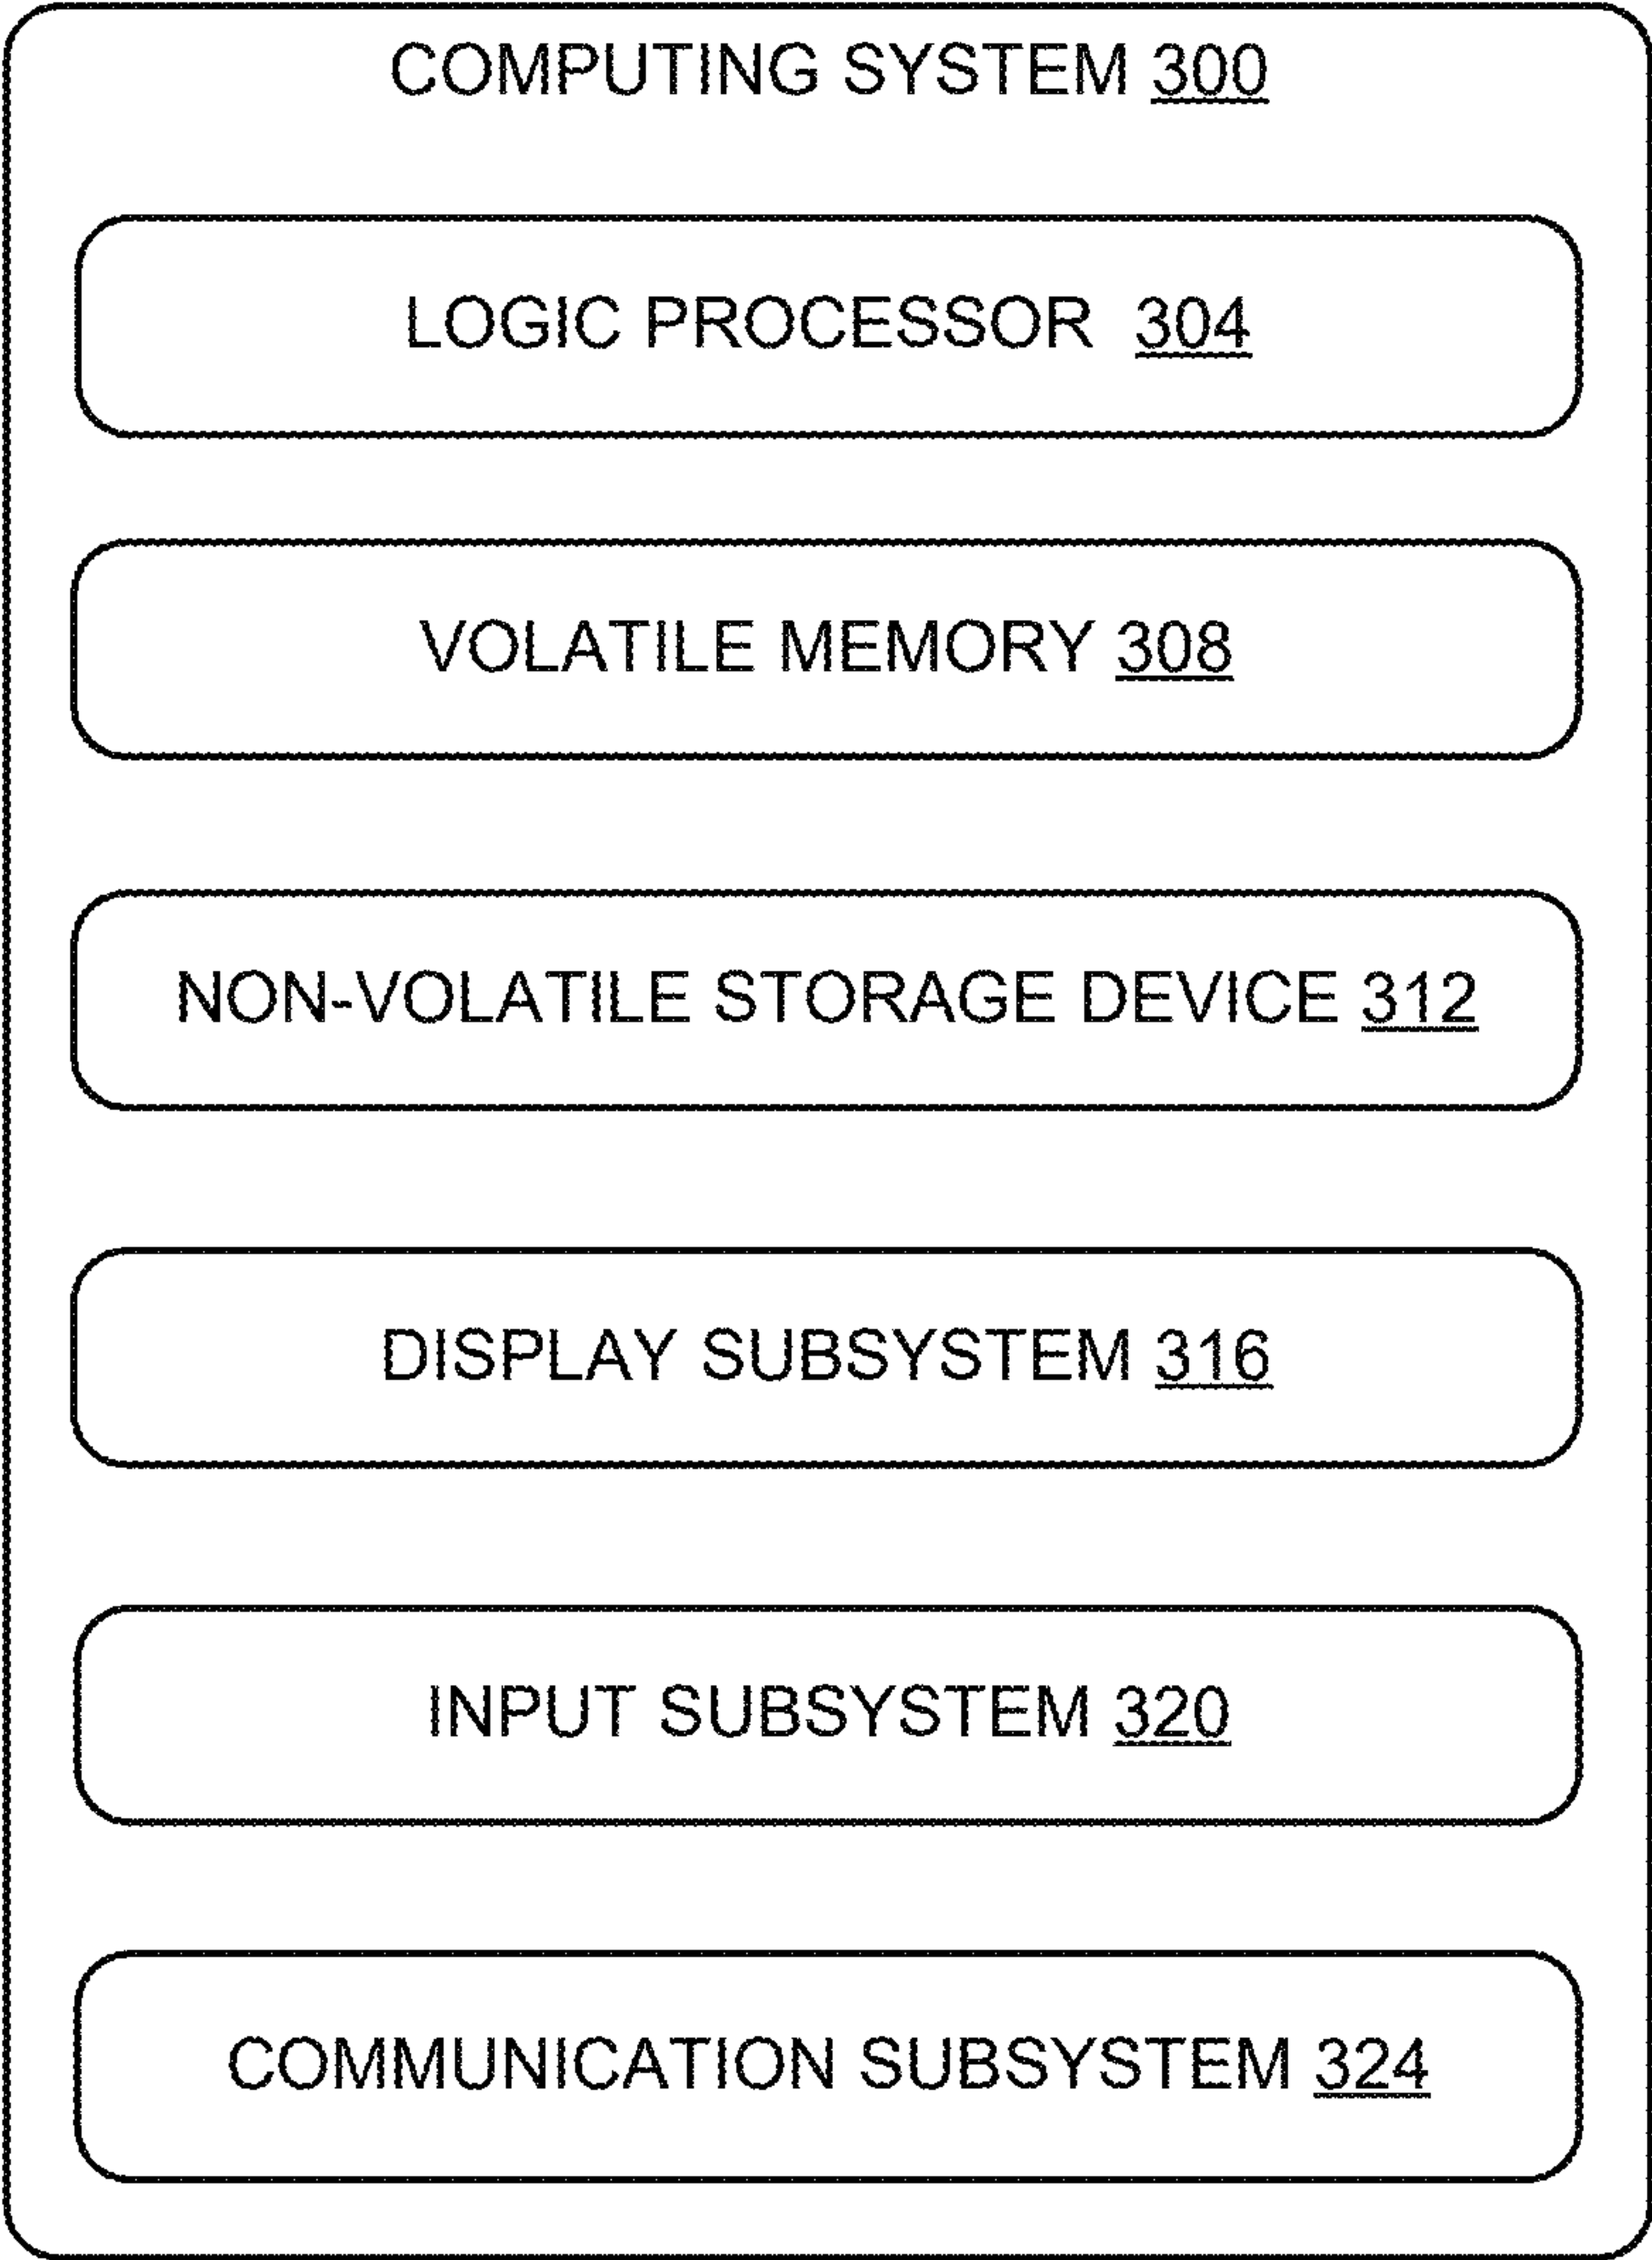 COMPUTING SYSTEM 300
LOGIC PROCESSOR 304
VOLATILE MEMORY 308
NON-VOLATILE STORAGE DEVICE 312
DISPLAY SUBSYSTEM 316
INPUT SUBSYSTEM 320
COMMUNICATION SUBSYSTEM 324